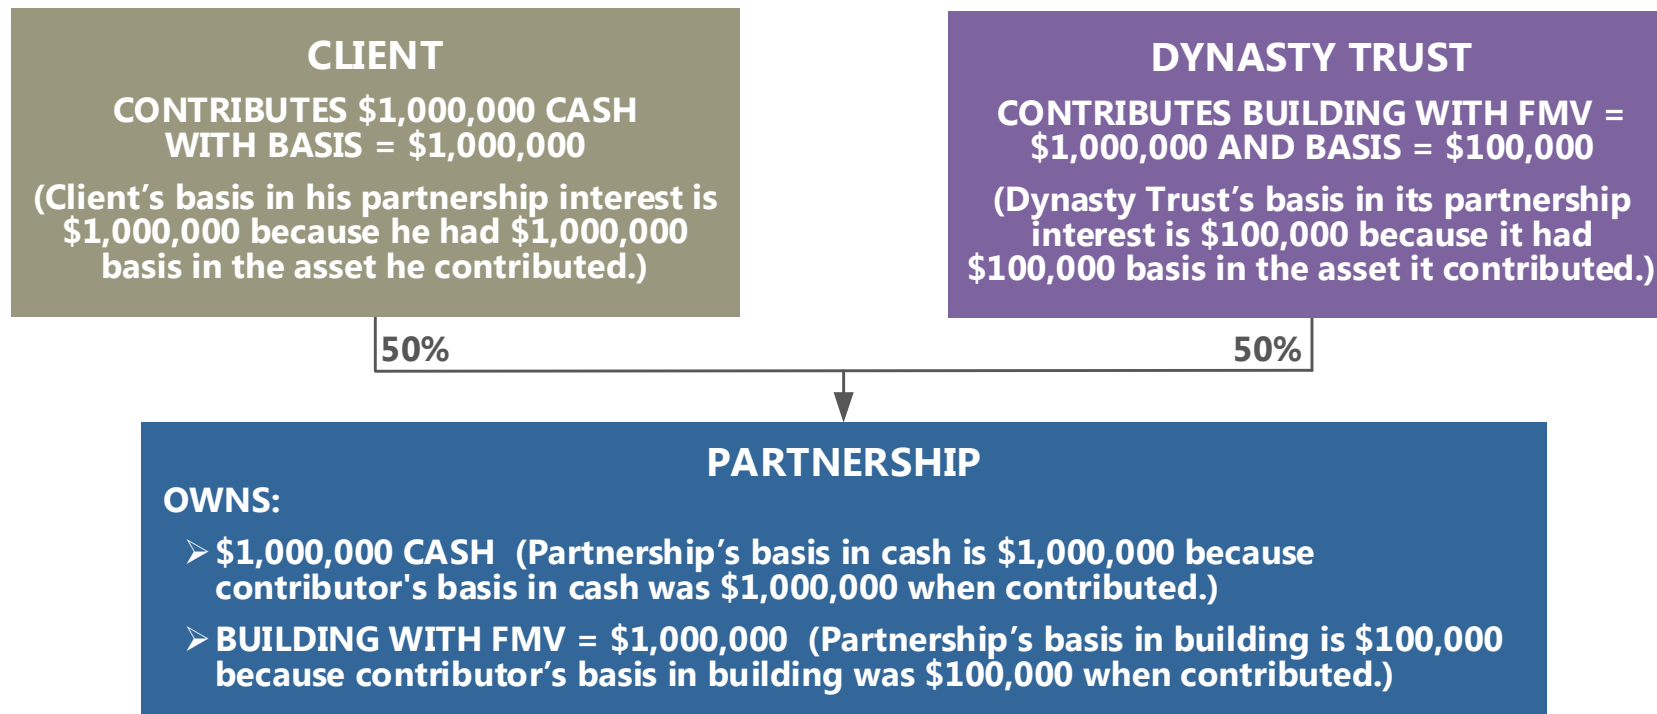 CLIENT
CONTRIBUTES $1,000,000 CASH
WITH BASIS = $1,000,000
(Client’s basis in his partnership interest is
$1,000,000 because he had $1,000,000
basis in the asset he contributed.)
DYNASTY TRUST
CONTRIBUTES BUILDING WITH FMV =
$1,000,000 AND BASIS = $100,000
(Dynasty Trust’s basis in its partnership
interest is $100,000 because it had
$100,000 basis in the asset it contributed.)
50%
50%
PARTNERSHIP
OWNS:
➢ $1,000,000 CASH (Partnership’s basis in cash is $1,000,000 because
contributor's basis in cash was $1,000,000 when contributed.)
➢ BUILDING WITH FMV = $1,000,000 (Partnership’s basis in building is $100,000
because contributor’s basis in building was $100,000 when contributed.)